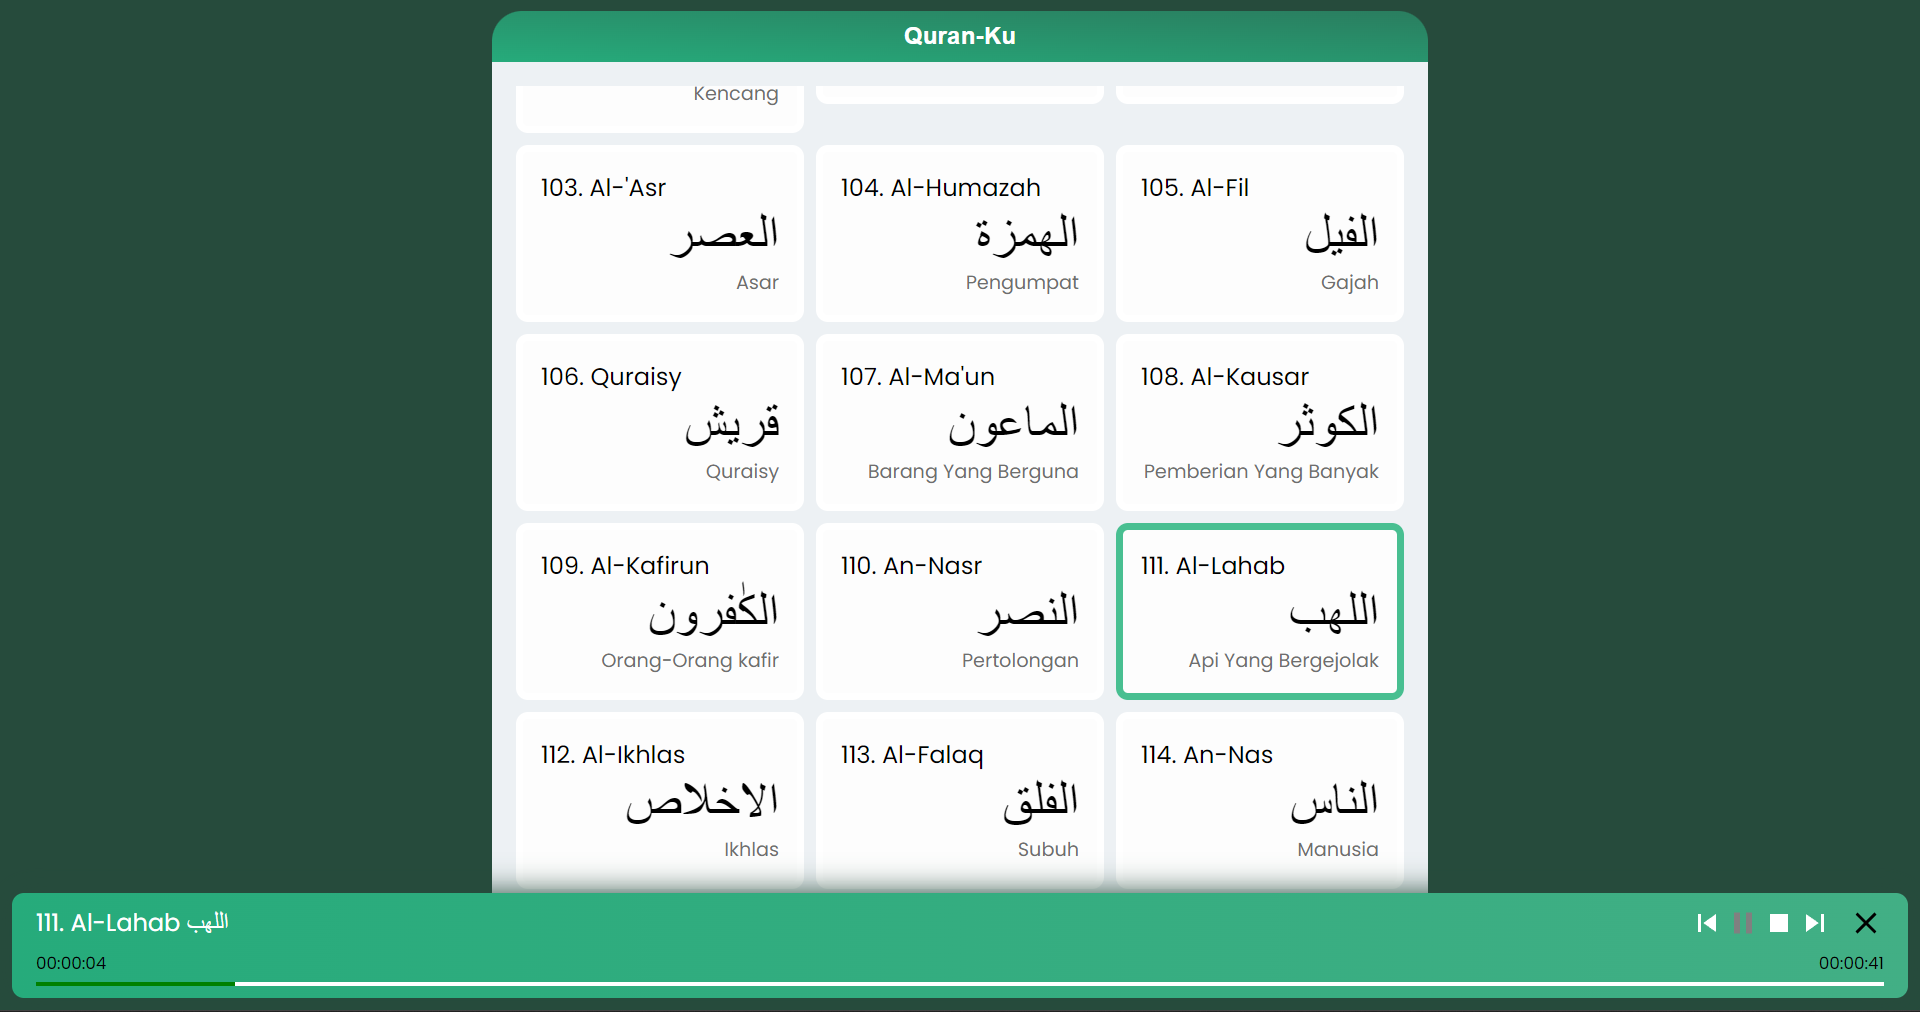 Quran-Ku
Kencang
103. Al-'Asr
العصر
Asar
104. Al-Humazah
الهمزة
Pengumpat
105. Al-Fil
الفيل
Gajah
106. Quraisy
قريش
Quraisy
107. Al-Ma'un
الماعون
Barang Yang Berguna
108. Al-Kausar
الكوثر
Pemberian Yang Banyak
109. Al-Kafirun
الكٰفرون
Orang-Orang kafir
110. An-Nasr
النصر
Pertolongan
111. Al-Lahab
اللهب
Api Yang Bergejolak
112. Al-Ikhlas
الاخلاص
Ikhlas
113. Al-Falaq
الفلق
Subuh
114. An-Nas
الناس
Manusia
111. Al-Lahab اللهب
00:00:04
00:00:41